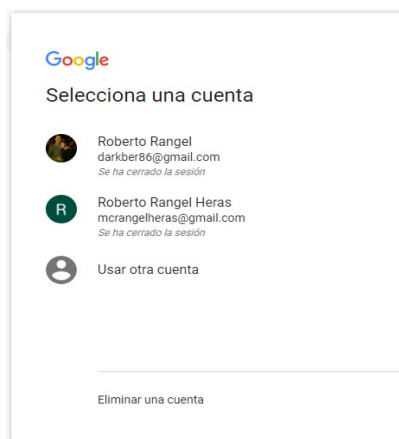 Google
Selecciona una cuenta
Roberto Rangel
darkber86@gmail.com
Se ha cerrado la sesión
R
Roberto Rangel Heras
mcrangelheras@gmail.com
Se ha cerrado la sesión
Usar otra cuenta
Eliminar una cuenta